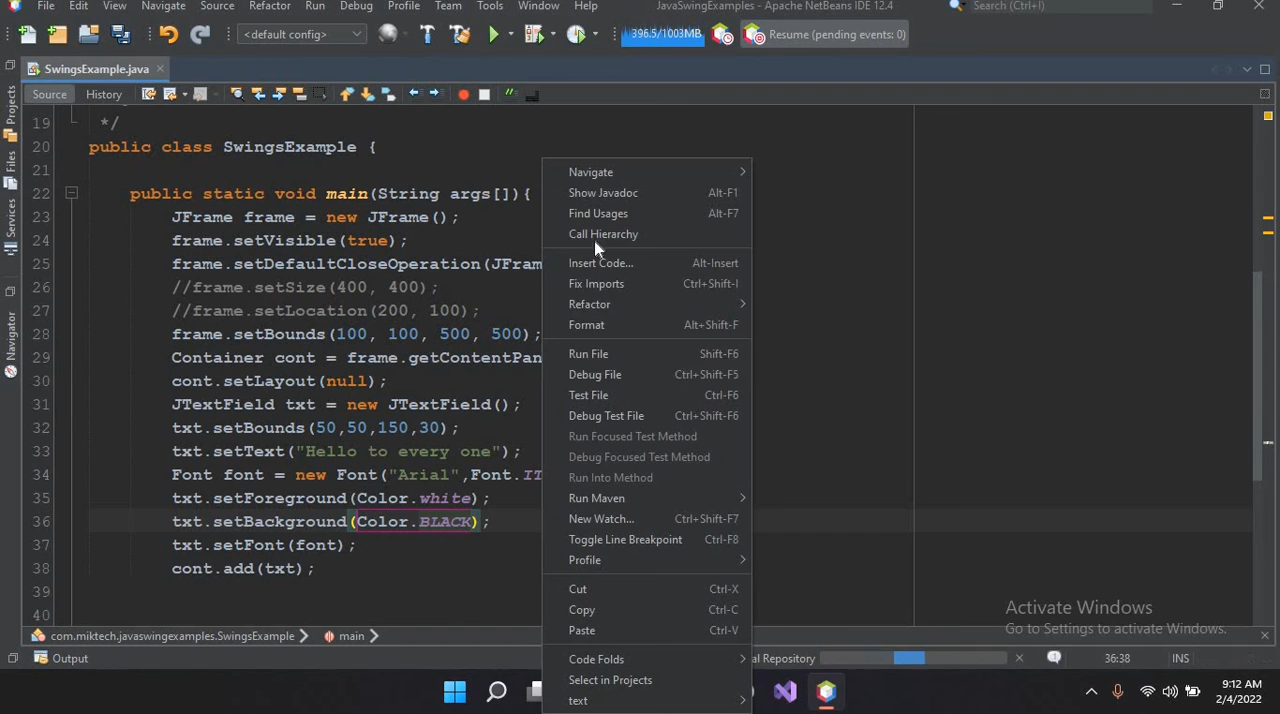 File Edit View Navigate Source Refactor Run Debug Profile Team Tools Window Help JavaSwingExamples - Apache NetBeans IDE 12.4 Search (Ctrl+I)
<default config> 396.5/1003MB Resume (pending events: 0)
SwingsExample.java
Source History
Projects
Files
Services
Navigator
19 */
20 public class SwingsExample {
21
22 public static void main(String args[]){
23 JFrame frame = new JFrame();
24 frame.setVisible(true);
25 frame.setDefaultCloseOperation(JFram
26 //frame.setSize(400, 400);
27 //frame.setLocation(200, 100);
28 frame.setBounds(100, 100, 500, 500);
29 Container cont = frame.getContentPan
30 cont.setLayout(null);
31 JTextField txt = new JTextField();
32 txt.setBounds(50,50,150,30);
33 txt.setText("Hello to every one");
34 Font font = new Font("Arial",Font.IT
35 txt.setForeground(Color.white);
36 txt.setBackground(Color.BLACK);
37 txt.setFont(font);
38 cont.add(txt);
39
40
Navigate
Show Javadoc Alt-F1
Find Usages Alt-F7
Call Hierarchy
Insert Code... Alt-Insert
Fix Imports Ctrl+Shift-I
Refactor
Format Alt+Shift-F
Run File Shift-F6
Debug File Ctrl+Shift-F5
Test File Ctrl-F6
Debug Test File Ctrl+Shift-F6
Run Focused Test Method
Debug Focused Test Method
Run Into Method
Run Maven
New Watch... Ctrl+Shift-F7
Toggle Line Breakpoint Ctrl-F8
Profile
Cut Ctrl-X
Copy Ctrl-C
Paste Ctrl-V
Code Folds
Select in Projects
text
Activate Windows
Go to Settings to activate Windows.
com.miktech.javaswingexamples.SwingsExample main
Output al Repository 36:38 INS
9:12 AM
2/4/2022